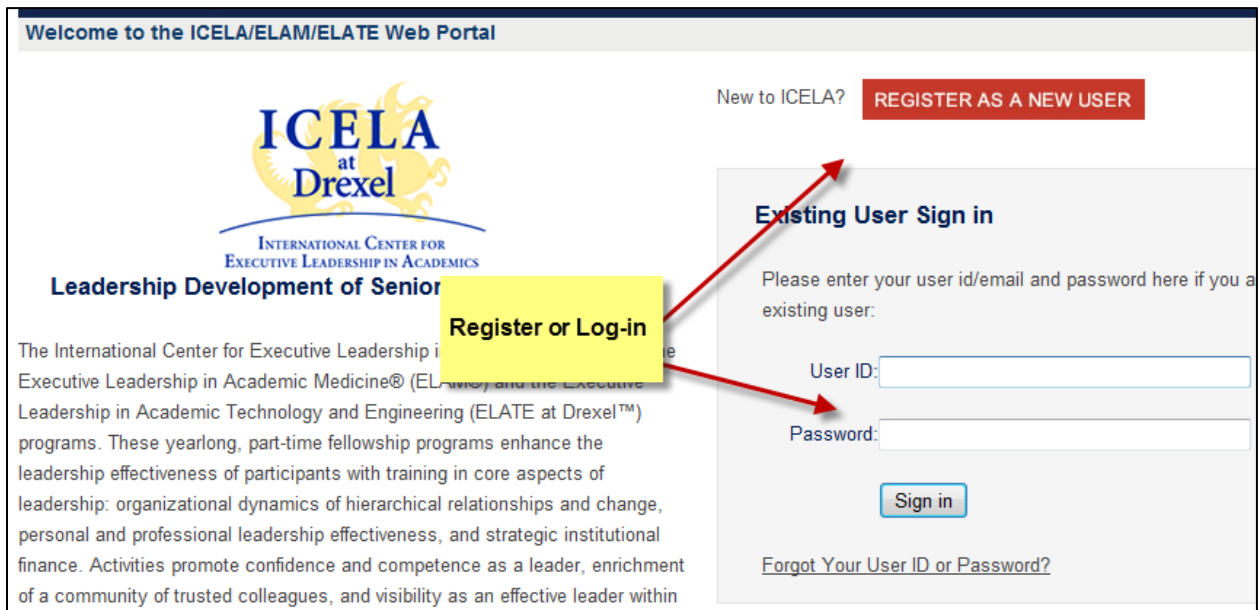 Welcome to the ICELA/ELAM/ELATE Web Portal
ICELA
at
Drexel
INTERNATIONAL CENTER FOR
EXECUTIVE LEADERSHIP IN ACADEMICS
Leadership Development of Senior
The International Center for Executive Leadership i
Executive Leadership in Academic Medicine® (ELAM®) and the Executive
Leadership in Academic Technology and Engineering (ELATE at Drexel™)
programs. These yearlong, part-time fellowship programs enhance the
leadership effectiveness of participants with training in core aspects of
leadership: organizational dynamics of hierarchical relationships and change,
personal and professional leadership effectiveness, and strategic institutional
finance. Activities promote confidence and competence as a leader, enrichment
of a community of trusted colleagues, and visibility as an effective leader within
Register or Log-in
New to ICELA? REGISTER AS A NEW USER
Existing User Sign in
Please enter your user id/email and password here if you a
existing user:
User ID:
Password:
Sign in
Forgot Your User ID or Password?